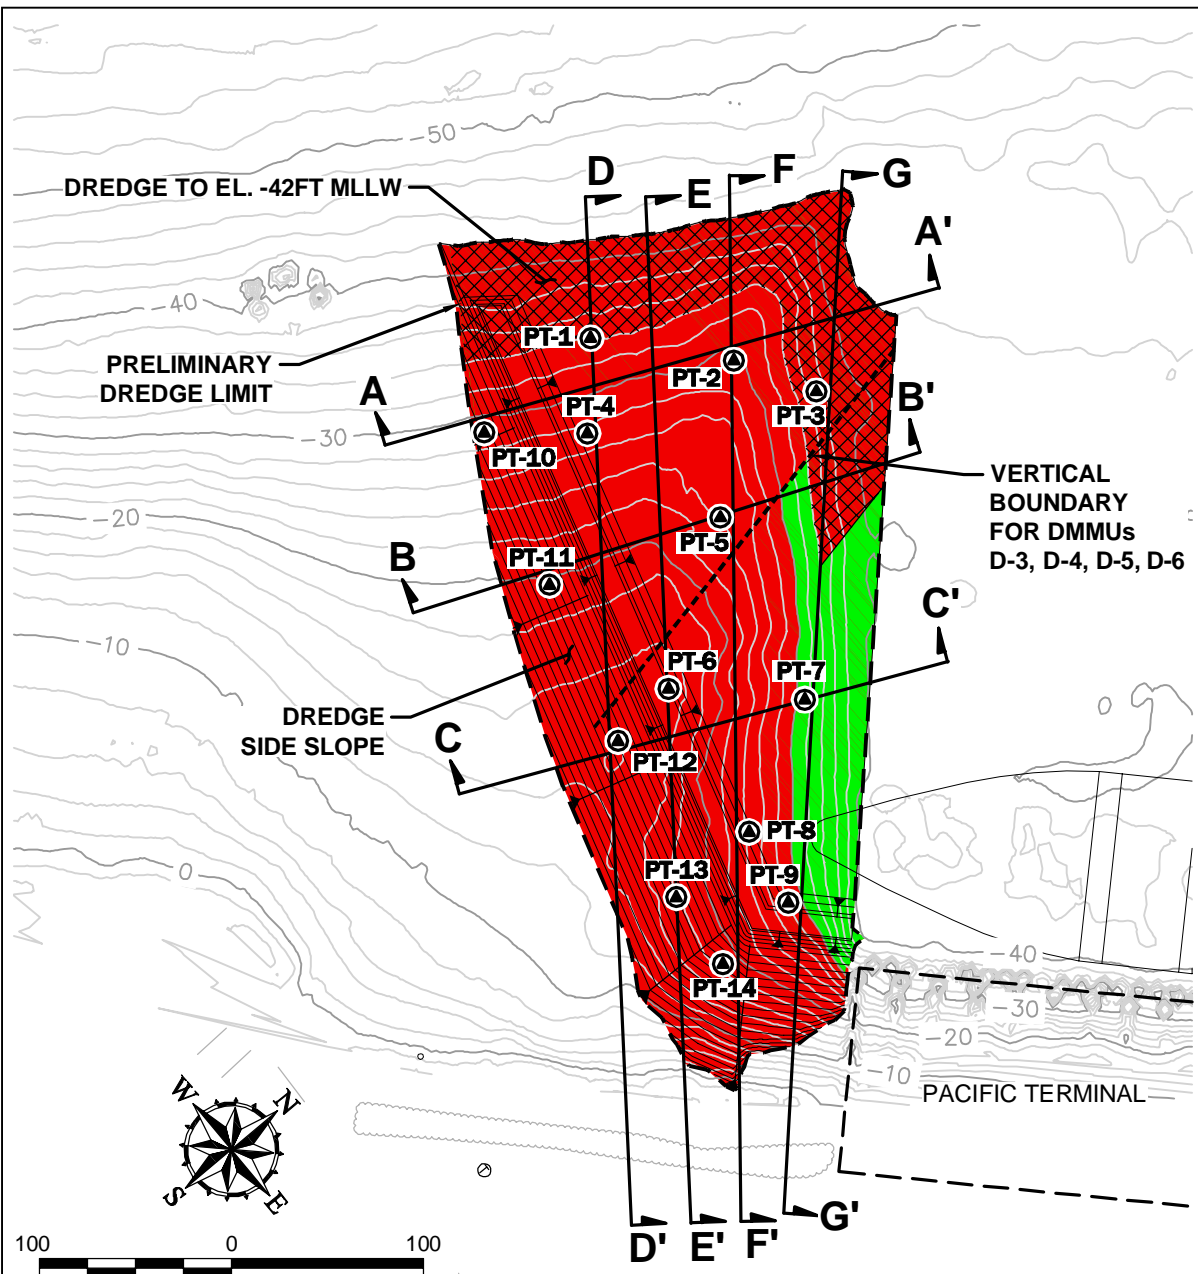 -50
DREDGE TO EL. -42FT MLLW
D
E
F
G
A'
-40
PRELIMINARY
DREDGE LIMIT
PT-1
PT-2
PT-3
A
B'
PT-4
-30
PT-10
VERTICAL
BOUNDARY
FOR DMMUs
D-3, D-4, D-5, D-6
-20
PT-5
B
PT-11
C'
-10
PT-6
PT-7
DREDGE
SIDE SLOPE
C
PT-12
PT-8
0
PT-13
PT-9
-40
PT-14
-30
-20
-10
PACIFIC TERMINAL
W
N
S
E
D'
E'
F'
G'
100
0
100